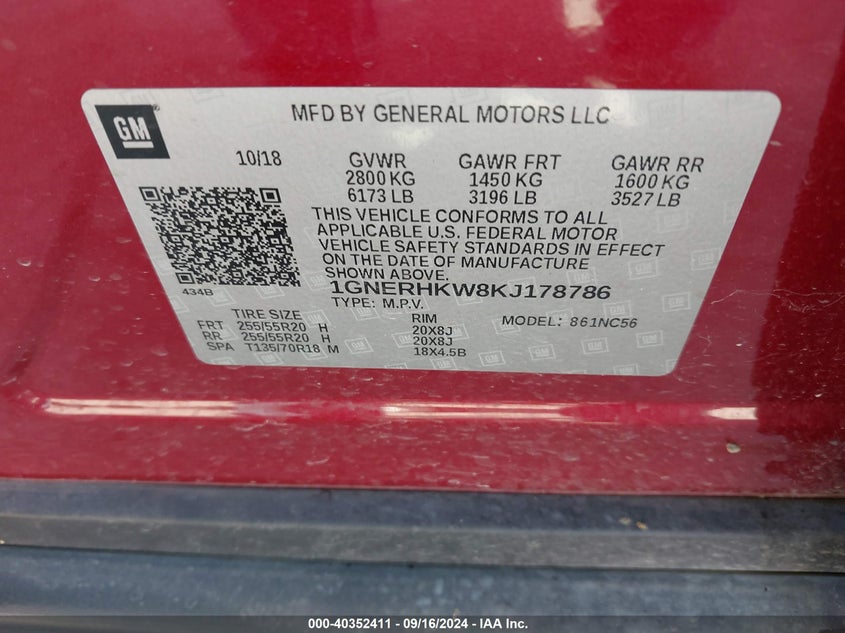 GM
MFD BY GENERAL MOTORS LLC
10/18 GVWR GAWR FRT GAWR RR
2800 KG 1450 KG 1600 KG
6173 LB 3196 LB 3527 LB
THIS VEHICLE CONFORMS TO ALL
APPLICABLE U.S. FEDERAL MOTOR
VEHICLE SAFETY STANDARDS IN EFFECT
ON THE DATE OF MANUFACTURE
SHOWN ABOVE.
434B
1GNERHKW8KJ178786
TYPE: M.P.V.
TIRE SIZE RIM MODEL: 861NC56
FRT 255/55R20 H 20X8J
RR 255/55R20 H 20X8J
SPA T135/70R18 M 18X4.5B
000-40352411 - 09/16/2024 - IAA Inc.